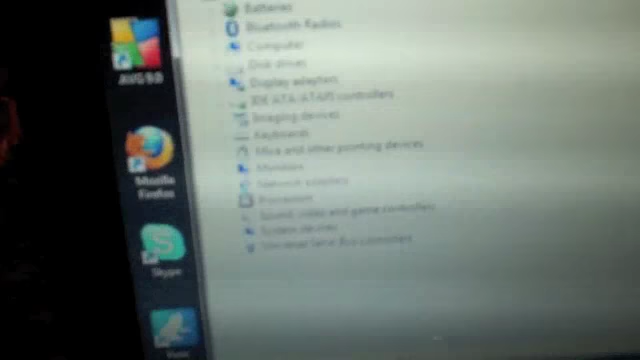 Batteries
Bluetooth Radios
Computer
Disk drives
Display adapters
IDE ATA/ATAPI controllers
Imaging devices
Keyboards
Mice and other pointing devices
Monitors
Network adapters
Processors
Sound, video and game controllers
System devices
Universal Serial Bus controllers
AVG 9.0
Mozilla
Firefox
Skype